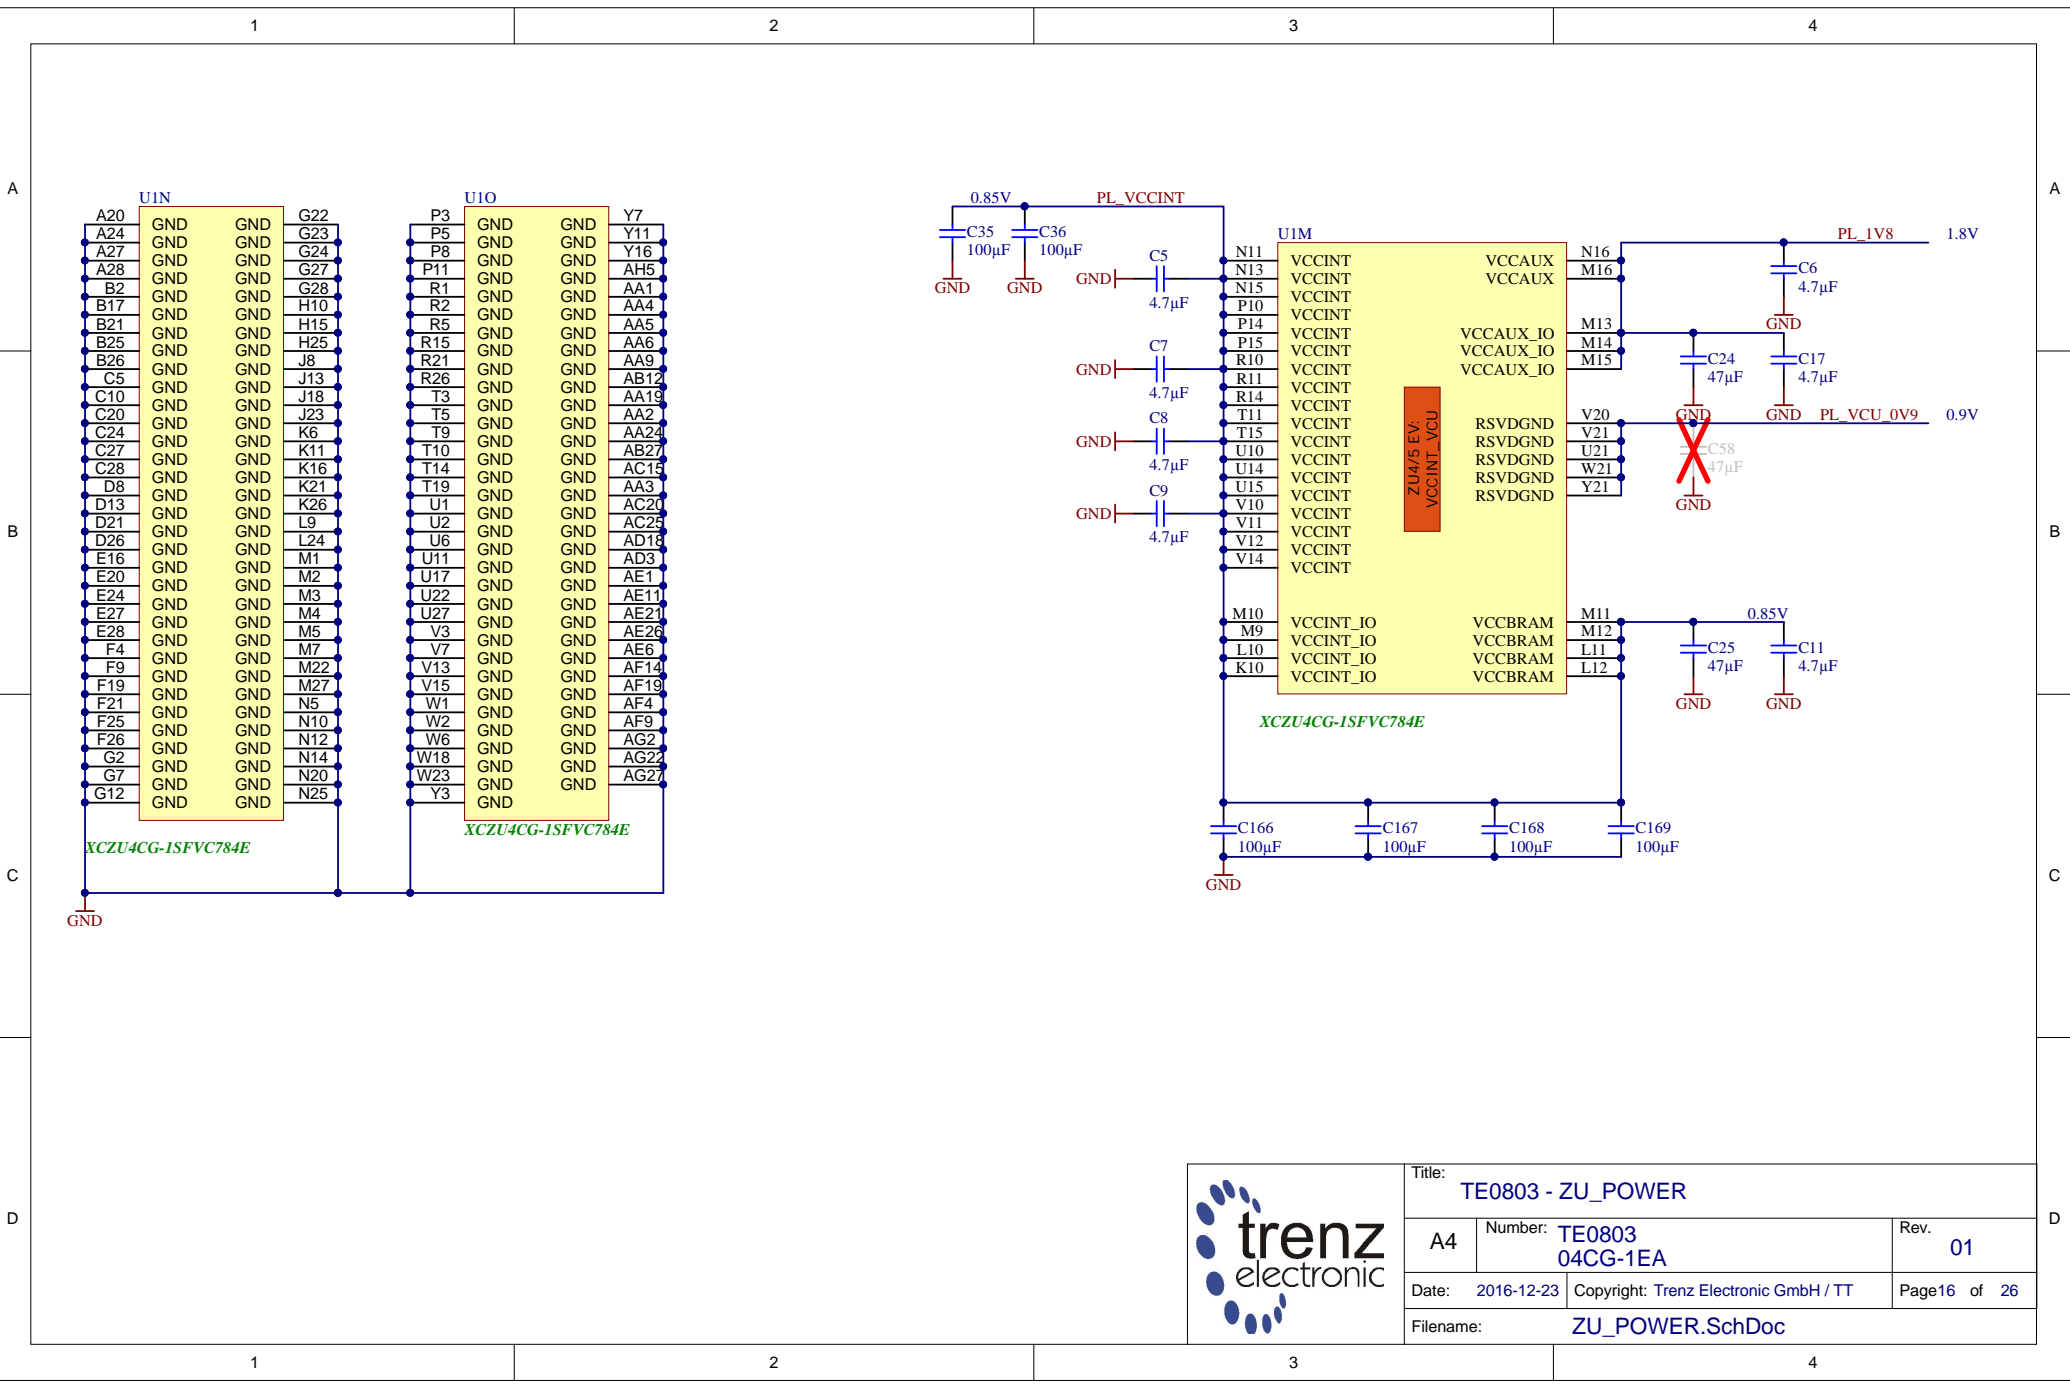 1 2 3 4
A A
B B
C C
D D
1 2 3 4
U1N
A20 GND GND G22
A24 GND GND G23
A27 GND GND G24
A28 GND GND G27
B2 GND GND G28
B17 GND GND H10
B21 GND GND H15
B25 GND GND H25
B26 GND GND J8
C5 GND GND J13
C10 GND GND J18
C20 GND GND J23
C24 GND GND K6
C27 GND GND K11
C28 GND GND K16
D8 GND GND K21
D13 GND GND K26
D21 GND GND L9
D26 GND GND L24
E16 GND GND M1
E20 GND GND M2
E24 GND GND M3
E27 GND GND M4
E28 GND GND M5
F4 GND GND M7
F9 GND GND M22
F19 GND GND M27
F21 GND GND N5
F25 GND GND N10
F26 GND GND N12
G2 GND GND N14
G7 GND GND N20
G12 GND GND N25
XCZU4CG-1SFVC784E
GND
U1O
P3 GND GND Y7
P5 GND GND Y11
P8 GND GND Y16
P11 GND GND AH5
R1 GND GND AA1
R2 GND GND AA4
R5 GND GND AA5
R15 GND GND AA6
R21 GND GND AA9
R26 GND GND AB12
T3 GND GND AA19
T5 GND GND AA2
T9 GND GND AA24
T10 GND GND AB27
T14 GND GND AC15
T19 GND GND AA3
U1 GND GND AC20
U2 GND GND AC25
U6 GND GND AD18
U11 GND GND AD3
U17 GND GND AE1
U22 GND GND AE11
U27 GND GND AE21
V3 GND GND AE26
V7 GND GND AE6
V13 GND GND AF14
V15 GND GND AF19
W1 GND GND AF4
W2 GND GND AF9
W6 GND GND AG2
W18 GND GND AG22
W23 GND GND AG27
Y3 GND
XCZU4CG-1SFVC784E
0.85V PL_VCCINT
C35
100µF
GND
C36
100µF
GND
C5
GND
4.7µF
C7
GND
4.7µF
C8
GND
4.7µF
C9
GND
4.7µF
U1M
N11 VCCINT
N13 VCCINT
N15 VCCINT
P10 VCCINT
P14 VCCINT
P15 VCCINT
R10 VCCINT
R11 VCCINT
R14 VCCINT
T11 VCCINT
T15 VCCINT
U10 VCCINT
U14 VCCINT
U15 VCCINT
V10 VCCINT
V11 VCCINT
V12 VCCINT
V14 VCCINT
M10 VCCINT_IO
M9 VCCINT_IO
L10 VCCINT_IO
K10 VCCINT_IO
ZU4/5 EV:
VCCINT_VCU
VCCAUX N16
VCCAUX M16
VCCAUX_IO M13
VCCAUX_IO M14
VCCAUX_IO M15
RSVDGND V20
RSVDGND V21
RSVDGND U21
RSVDGND W21
RSVDGND Y21
VCCBRAM M11
VCCBRAM M12
VCCBRAM L11
VCCBRAM L12
XCZU4CG-1SFVC784E
PL_1V8 1.8V
C6
4.7µF
GND
C24
47µF
GND
C17
4.7µF
GND
PL_VCU_0V9 0.9V
C58
47µF
GND
0.85V
C25
47µF
GND
C11
4.7µF
GND
C166
100µF
C167
100µF
C168
100µF
C169
100µF
GND
trenz
electronic
Title:
TE0803 - ZU_POWER
A4
Number: TE0803
04CG-1EA
Rev.
01
Date: 2016-12-23 Copyright: Trenz Electronic GmbH / TT Page16 of 26
Filename: ZU_POWER.SchDoc